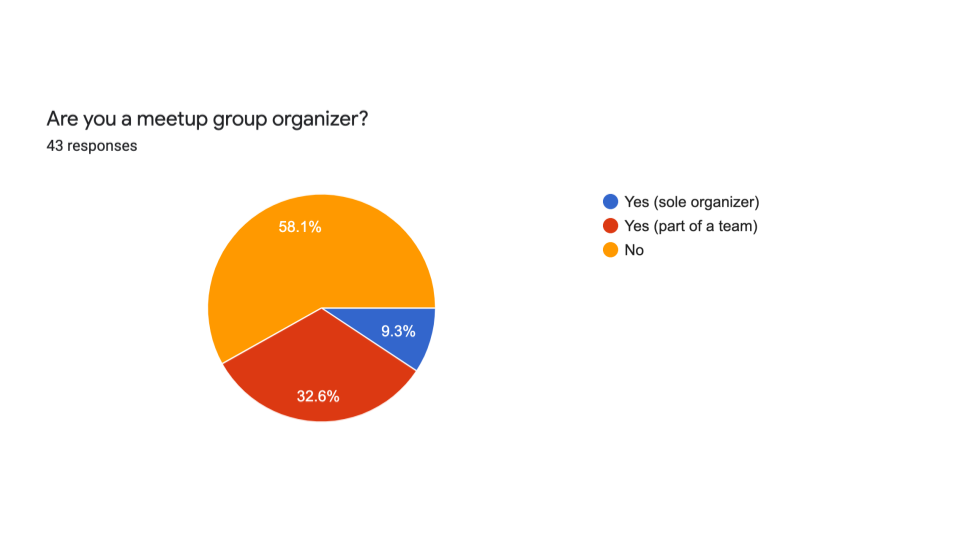 Are you a meetup group organizer?
43 responses
58.1%
9.3%
32.6%
Yes (sole organizer)
Yes (part of a team)
No